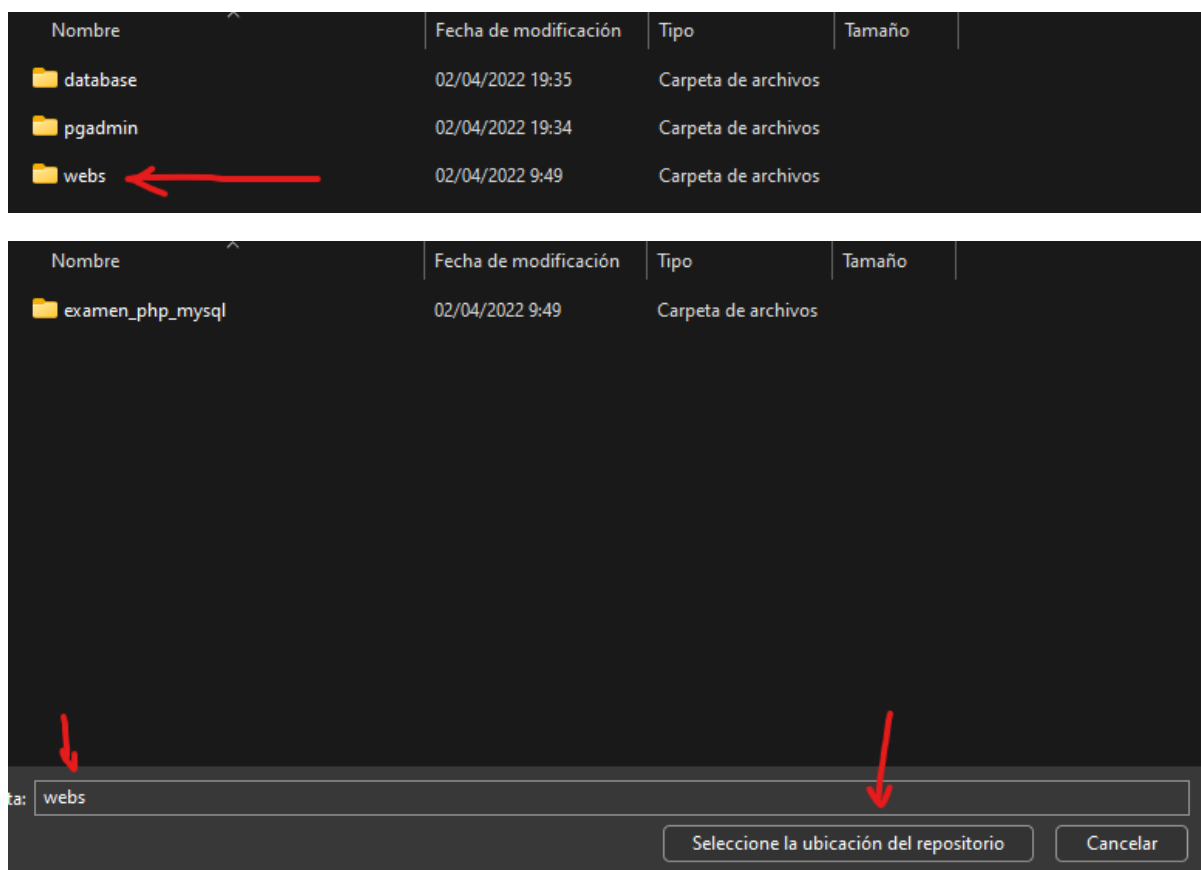 Nombre Fecha de modificación Tipo Tamaño
database 02/04/2022 19:35 Carpeta de archivos
pgadmin 02/04/2022 19:34 Carpeta de archivos
webs 02/04/2022 9:49 Carpeta de archivos
Nombre Fecha de modificación Tipo Tamaño
examen_php_mysql 02/04/2022 9:49 Carpeta de archivos
ta: webs
Seleccione la ubicación del repositorio Cancelar